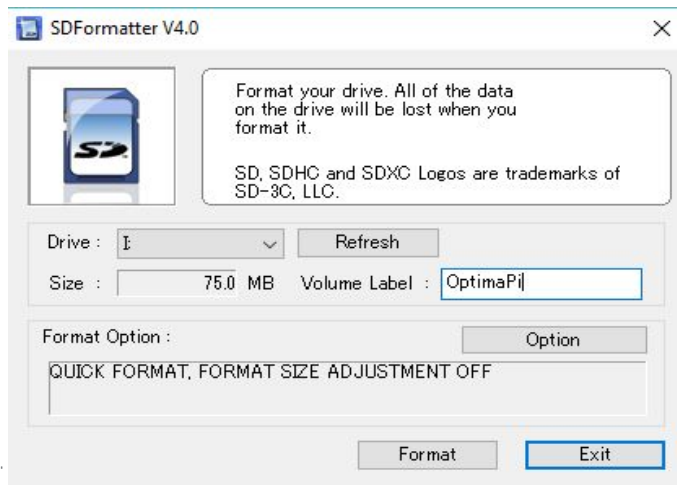 SDFormatter V4.0
Format your drive. All of the data
on the drive will be lost when you
format it.
SD, SDHC and SDXC Logos are trademarks of
SD-3C, LLC.
SD
Drive : I: Refresh
Size : 75.0 MB Volume Label : OptimaPi
Format Option : Option
QUICK FORMAT, FORMAT SIZE ADJUSTMENT OFF
Format Exit